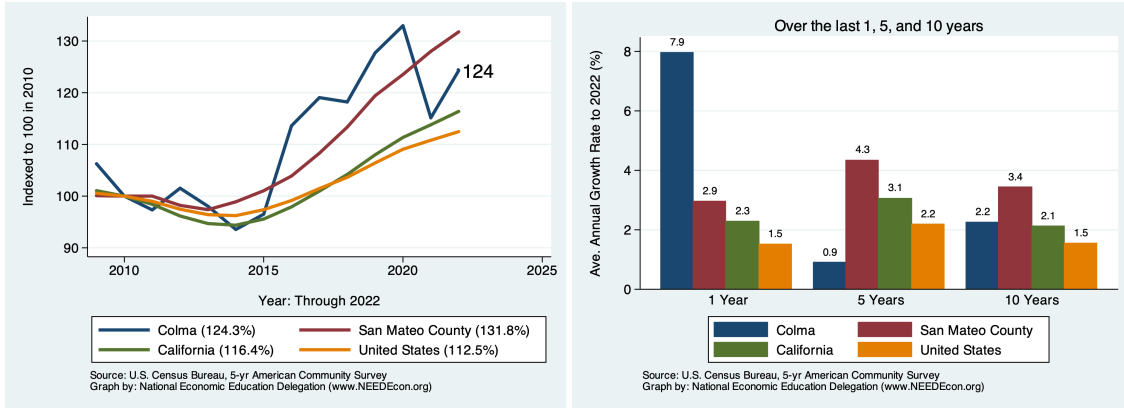 Indexed to 100 in 2010
130
120
110
100
90
124
2010
2015
2020
2025
Year: Through 2022
Colma (124.3%)
San Mateo County (131.8%)
California (116.4%)
United States (112.5%)
Source: U.S. Census Bureau, 5-yr American Community Survey
Graph by: National Economic Education Delegation (www.NEEDEcon.org)
Over the last 1, 5, and 10 years
Ave. Annual Growth Rate to 2022 (%)
8
6
4
2
0
7.9
2.9
2.3
1.5
0.9
4.3
3.1
2.2
2.2
3.4
2.1
1.5
1 Year
5 Years
10 Years
Colma
San Mateo County
California
United States
Source: U.S. Census Bureau, 5-yr American Community Survey
Graph by: National Economic Education Delegation (www.NEEDEcon.org)